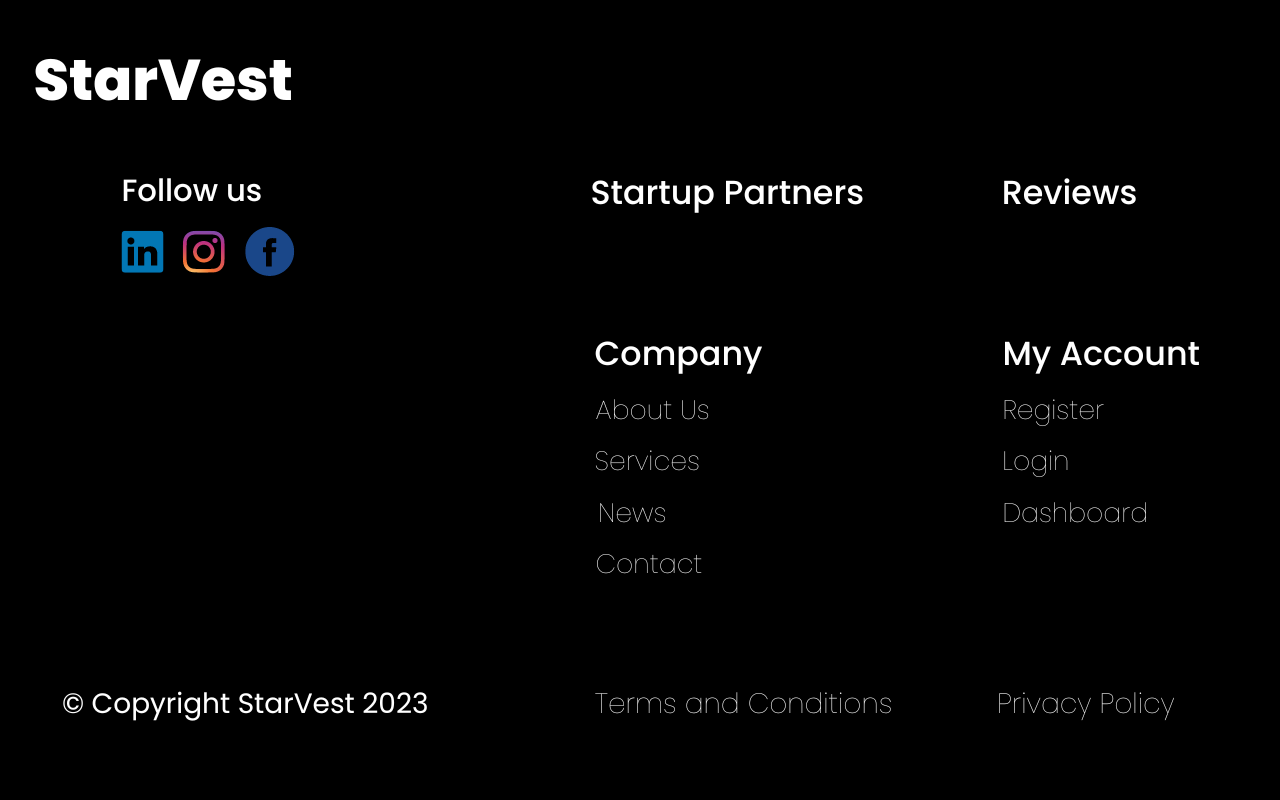 StarVest
Follow us
Startup Partners
Reviews
in
f
Company
My Account
About Us
Register
Services
Login
News
Dashboard
Contact
© Copyright StarVest 2023
Terms and Conditions
Privacy Policy